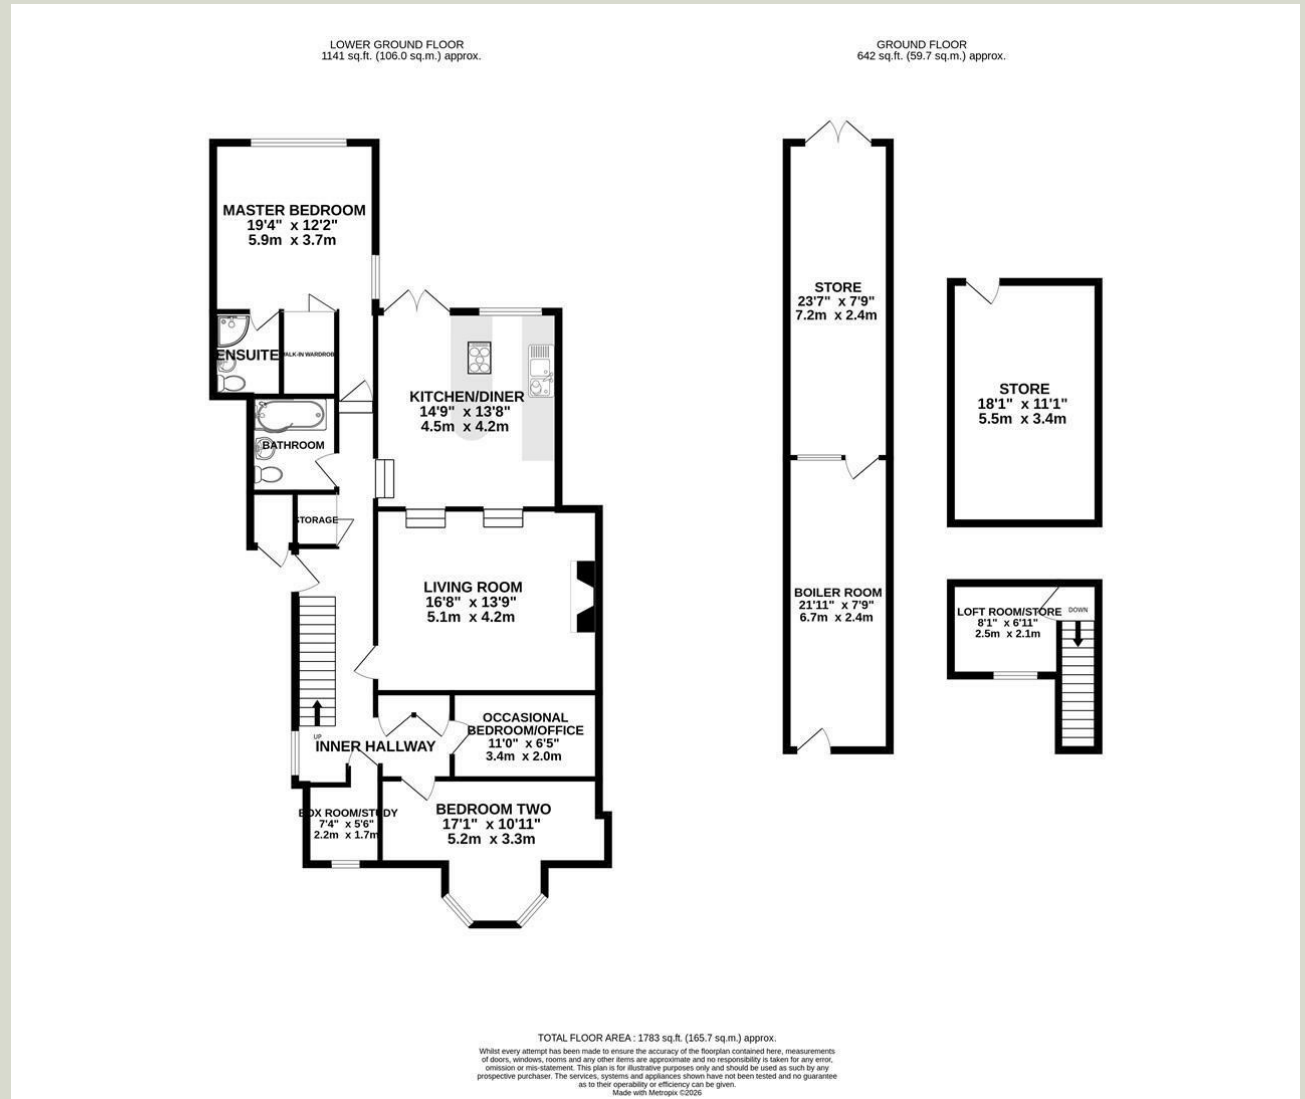 LOWER GROUND FLOOR
1141 sq.ft. (106.0 sq.m.) approx.
GROUND FLOOR
642 sq.ft. (59.7 sq.m.) approx.
MASTER BEDROOM
19'4" x 12'2"
5.9m x 3.7m
ENSUITE
WALK-IN WARDROBE
KITCHEN/DINER
14'9" x 13'8"
4.5m x 4.2m
BATHROOM
STORAGE
LIVING ROOM
16'8" x 13'9"
5.1m x 4.2m
UP
INNER HALLWAY
OCCASIONAL
BEDROOM/OFFICE
11'0" x 6'5"
3.4m x 2.0m
BOX ROOM/STUDY
7'4" x 5'6"
2.2m x 1.7m
BEDROOM TWO
17'1" x 10'11"
5.2m x 3.3m
STORE
23'7" x 7'9"
7.2m x 2.4m
BOILER ROOM
21'11" x 7'9"
6.7m x 2.4m
STORE
18'1" x 11'1"
5.5m x 3.4m
LOFT ROOM/STORE
8'1" x 6'11"
2.5m x 2.1m
DOWN
TOTAL FLOOR AREA : 1783 sq.ft. (165.7 sq.m.) approx.
Whilst every attempt has been made to ensure the accuracy of the floorplan contained here, measurements
of doors, windows, rooms and any other items are approximate and no responsibility is taken for any error,
omission or mis-statement. This plan is for illustrative purposes only and should be used as such by any
prospective purchaser. The services, systems and appliances shown have not been tested and no guarantee
as to their operability or efficiency can be given.
Made with Metropix ©2026